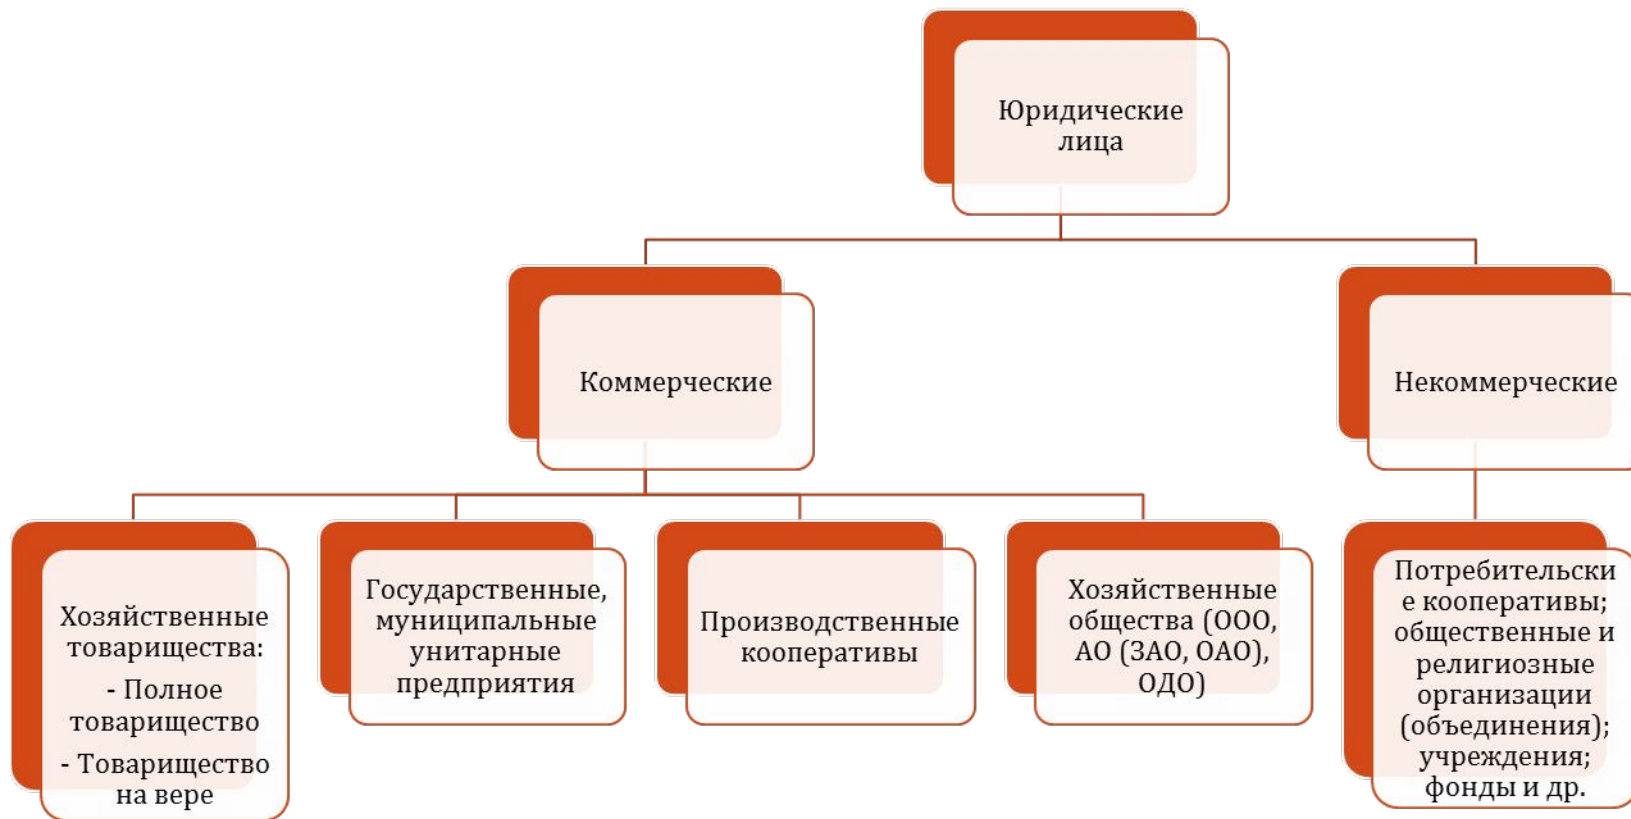 Юридические
лица
Коммерческие
Некоммерческие
Хозяйственные
товарищества:
- Полное
товарищество
- Товарищество
на вере
Государственные,
муниципальные
унитарные
предприятия
Производственные
кооперативы
Хозяйственные
общества (ООО,
АО (ЗАО, ОАО),
ОДО)
Потребительски
е кооперативы;
общественные и
религиозные
организации
(объединения);
учреждения;
фонды и др.